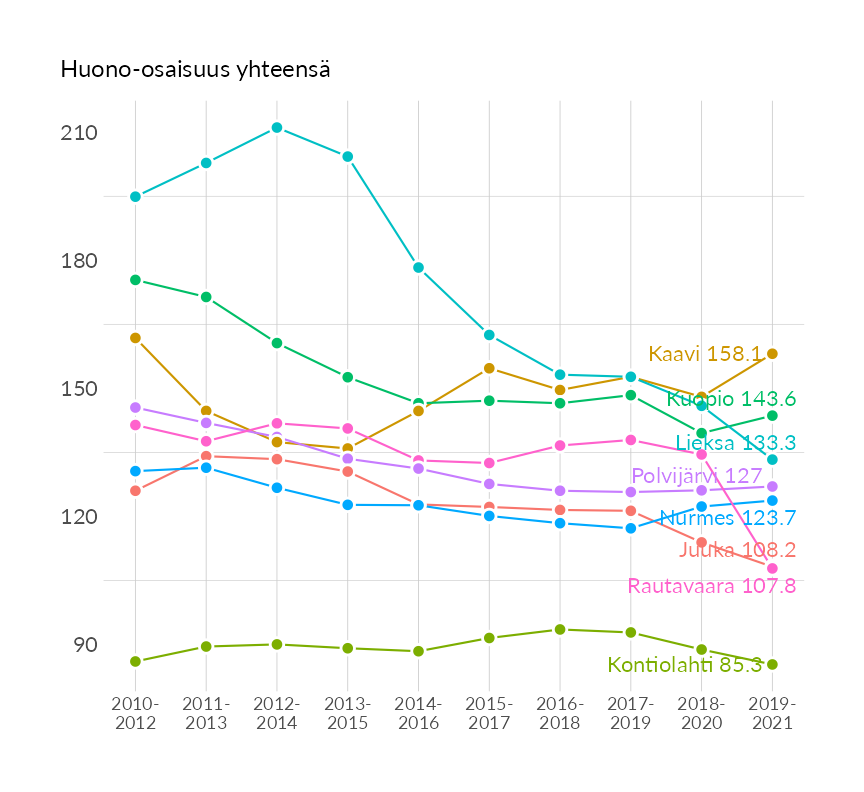 Huono-osaisuus yhteensä
210
180
150
120
90
Kaavi 158.1
Kuopio 143.6
Lieksa 133.3
Polvijärvi 127
Nurmes 123.7
Juuka 108.2
Rautavaara 107.8
Kontiolahti 85.3
2010- 2011- 2012- 2013- 2014- 2015- 2016- 2017- 2018- 2019-
2012 2013 2014 2015 2016 2017 2018 2019 2020 2021